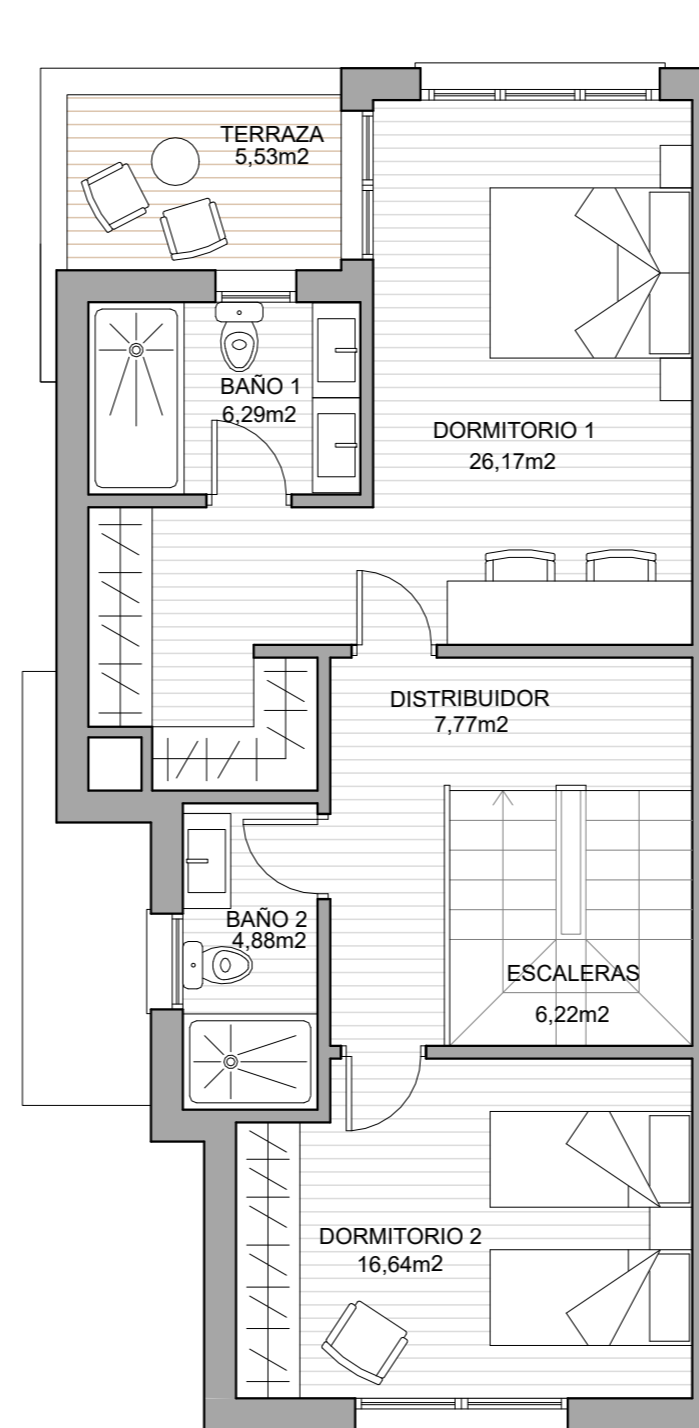 TERRAZA
5,53m2
BAÑO 1
6,29m2
DORMITORIO 1
26,17m2
DISTRIBUIDOR
7,77m2
BAÑO 2
4,88m2
ESCALERAS
6,22m2
DORMITORIO 2
16,64m2